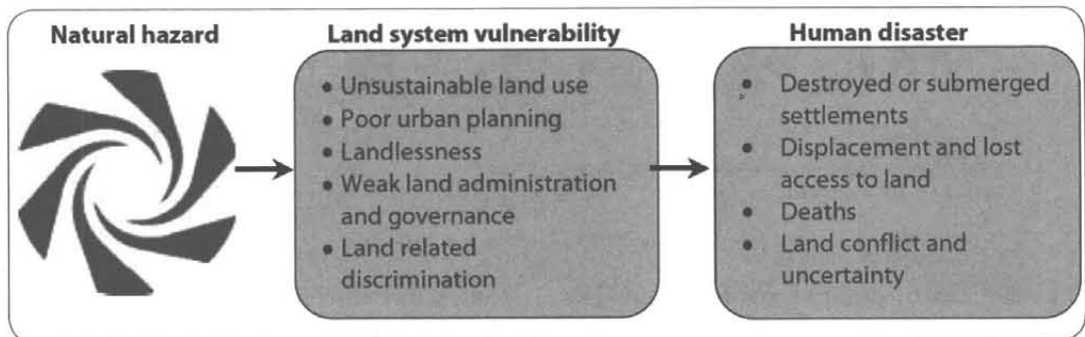 Natural hazard
Land system vulnerability
• Unsustainable land use
• Poor urban planning
• Landlessness
• Weak land administration
and governance
• Land related
discrimination
Human disaster
• Destroyed or submerged
settlements
• Displacement and lost
access to land
• Deaths
• Land conflict and
uncertainty